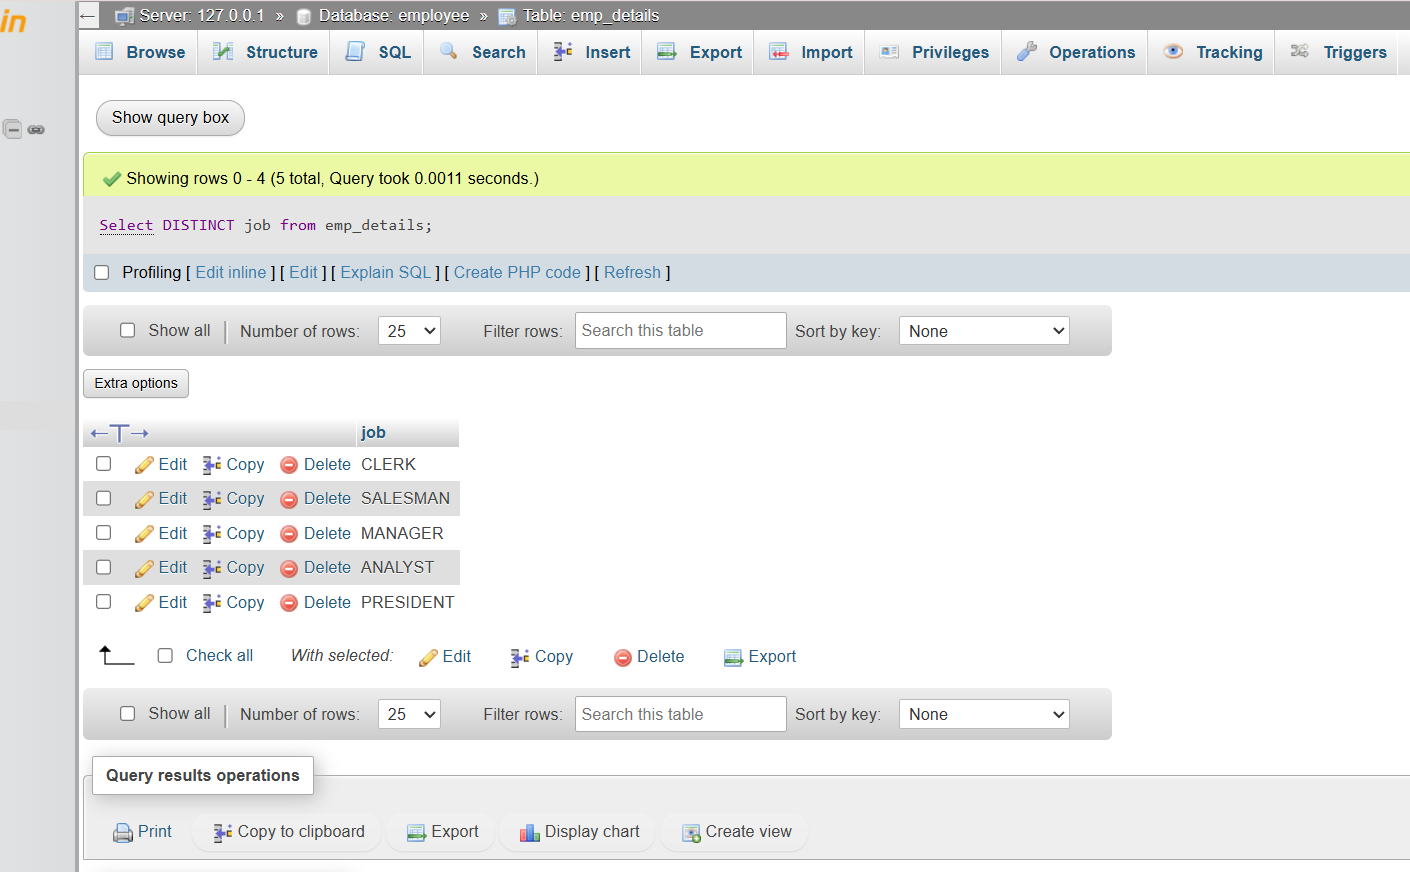 in
Server: 127.0.0.1 » Database: employee » Table: emp_details
Browse Structure SQL Search Insert Export Import Privileges Operations Tracking Triggers
Show query box
Showing rows 0 - 4 (5 total, Query took 0.0011 seconds.)
Select DISTINCT job from emp_details;
Profiling [ Edit inline ] [ Edit ] [ Explain SQL ] [ Create PHP code ] [ Refresh ]
Show all Number of rows: 25 Filter rows: Search this table Sort by key: None
Extra options
←T→ job
Edit Copy Delete CLERK
Edit Copy Delete SALESMAN
Edit Copy Delete MANAGER
Edit Copy Delete ANALYST
Edit Copy Delete PRESIDENT
Check all With selected: Edit Copy Delete Export
Show all Number of rows: 25 Filter rows: Search this table Sort by key: None
Query results operations
Print Copy to clipboard Export Display chart Create view